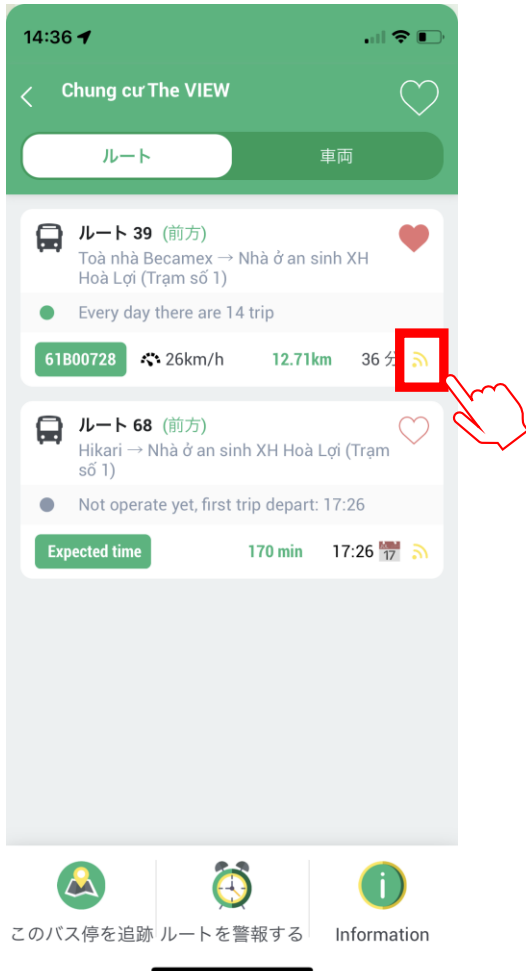 14:36
Chung cư The VIEW
ルート 車両
ルート 39 (前方)
Toà nhà Becamex → Nhà ở an sinh XH
Hoà Lợi (Trạm số 1)
Every day there are 14 trip
61B00728 26km/h 12.71km 36 分
ルート 68 (前方)
Hikari → Nhà ở an sinh XH Hoà Lợi (Trạm
số 1)
Not operate yet, first trip depart: 17:26
Expected time 170 min 17:26 17
このバス停を追跡 ルートを警報する Information